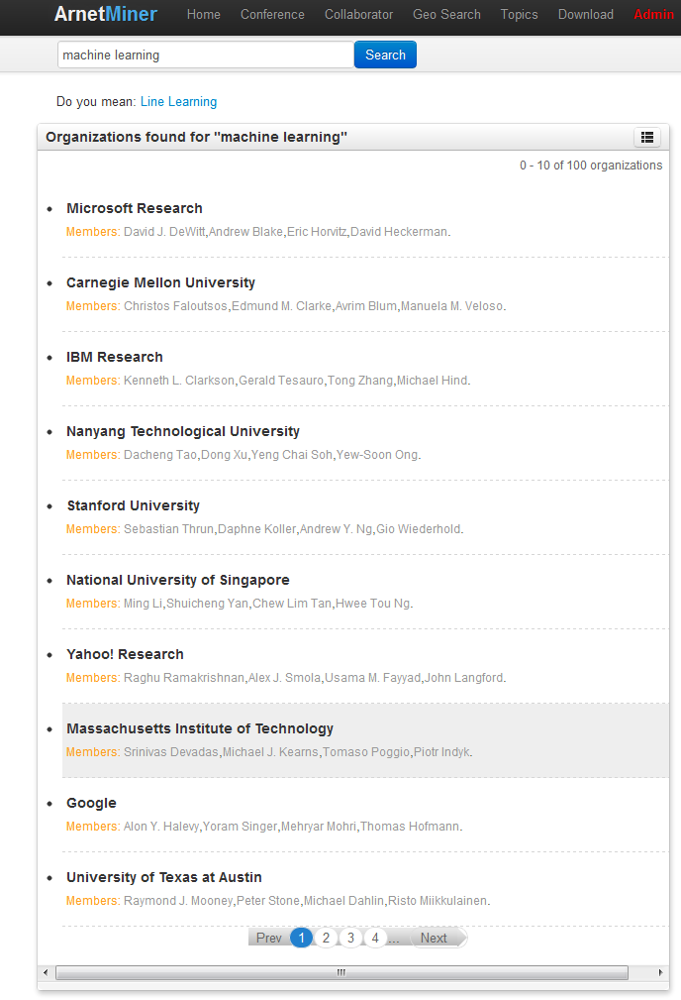 ArnetMiner Home Conference Collaborator Geo Search Topics Download Admin
machine learning Search
Do you mean: Line Learning
Organizations found for "machine learning"
0 - 10 of 100 organizations
Microsoft Research
Members: David J. DeWitt,Andrew Blake,Eric Horvitz,David Heckerman.
Carnegie Mellon University
Members: Christos Faloutsos,Edmund M. Clarke,Avrim Blum,Manuela M. Veloso.
IBM Research
Members: Kenneth L. Clarkson,Gerald Tesauro,Tong Zhang,Michael Hind.
Nanyang Technological University
Members: Dacheng Tao,Dong Xu,Yeng Chai Soh,Yew-Soon Ong.
Stanford University
Members: Sebastian Thrun,Daphne Koller,Andrew Y. Ng,Gio Wiederhold.
National University of Singapore
Members: Ming Li,Shuicheng Yan,Chew Lim Tan,Hwee Tou Ng.
Yahoo! Research
Members: Raghu Ramakrishnan,Alex J. Smola,Usama M. Fayyad,John Langford.
Massachusetts Institute of Technology
Members: Srinivas Devadas,Michael J. Kearns,Tomaso Poggio,Piotr Indyk.
Google
Members: Alon Y. Halevy,Yoram Singer,Mehryar Mohri,Thomas Hofmann.
University of Texas at Austin
Members: Raymond J. Mooney,Peter Stone,Michael Dahlin,Risto Miikkulainen.
Prev 1 2 3 4 ... Next